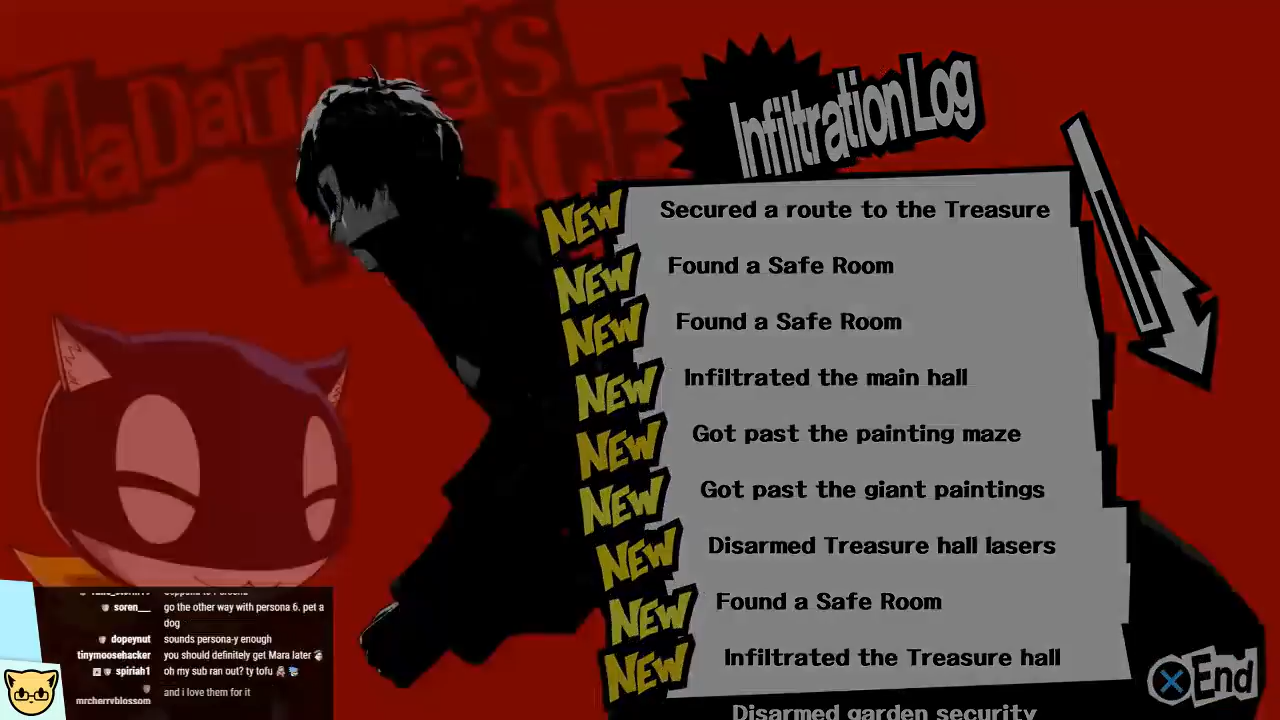 MaDaraMe's
PALACE
Infiltration Log
NEW Secured a route to the Treasure
NEW Found a Safe Room
NEW Found a Safe Room
NEW Infiltrated the main hall
NEW Got past the painting maze
NEW Got past the giant paintings
NEW Disarmed Treasure hall lasers
NEW Found a Safe Room
NEW Infiltrated the Treasure hall
Disarmed garden security
End
soren__ go the other way with persona 6. pet a
dog
dopeynut sounds persona-y enough
tinymoosehacker you should definitely get Mara later
spiriah1 oh my sub ran out? ty tofu
mrcherryblossom and i love them for it